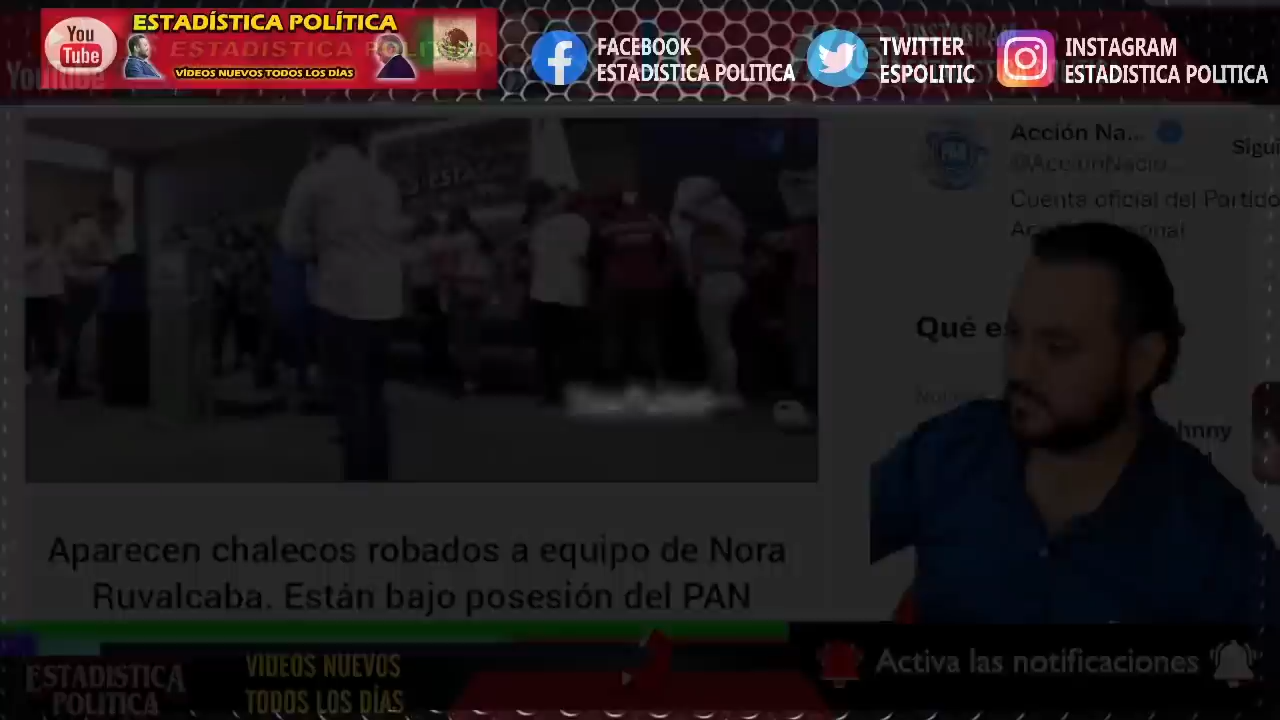 You
Tube
ESTADÍSTICA POLÍTICA
VÍDEOS NUEVOS TODOS LOS DÍAS
FACEBOOK
ESTADISTICA POLITICA
TWITTER
ESPOLITIC
INSTAGRAM
ESTADISTICA POLITICA
Acción Na...
@AcciónNacio...
Cuenta oficial del Partido
Qué e
Aparecen chalecos robados a equipo de Nora
Ruvalcaba. Están bajo posesión del PAN
ESTADISTICA
POLITICA
VIDEOS NUEVOS
TODOS LOS DÍAS
Activa las notificaciones